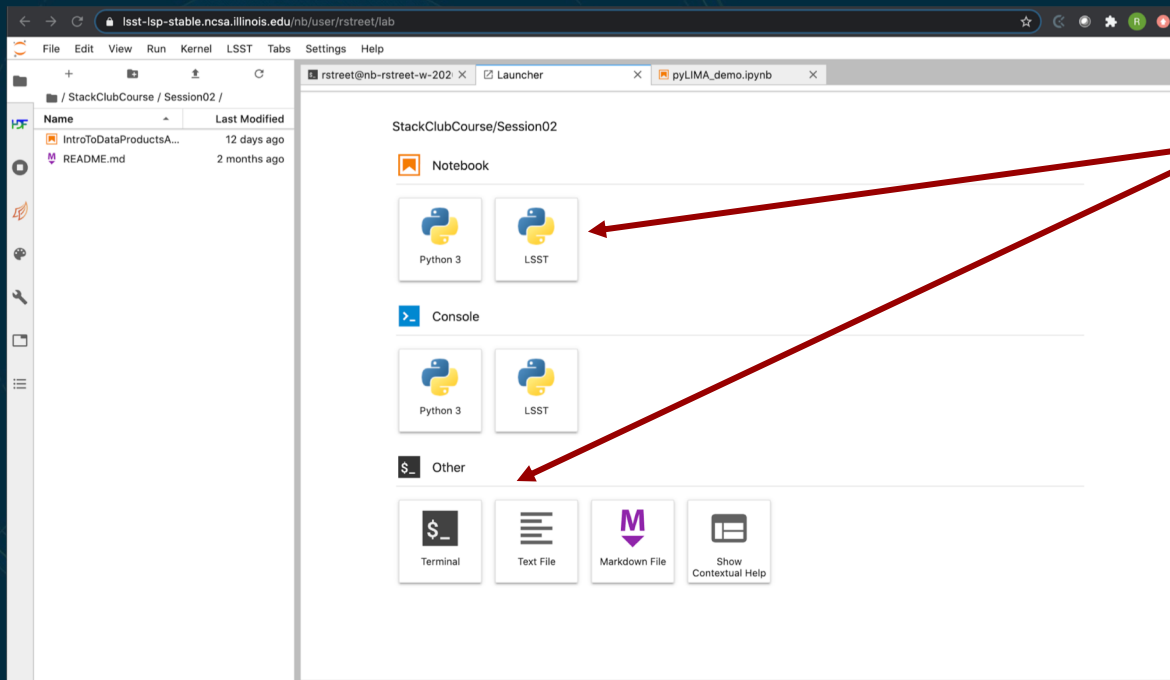 lsst-lsp-stable.ncsa.illinois.edu/nb/user/rstreet/lab
R
File Edit View Run Kernel LSST Tabs Settings Help
rstreet@nb-rstreet-w-202
Launcher
pyLIMA_demo.ipynb
/ StackClubCourse / Session02 /
Name Last Modified
IntroToDataProductsA... 12 days ago
README.md 2 months ago
StackClubCourse/Session02
Notebook
Python 3
LSST
Console
Python 3
LSST
$_ Other
$_
M
Terminal
Text File
Markdown File
Show
Contextual Help